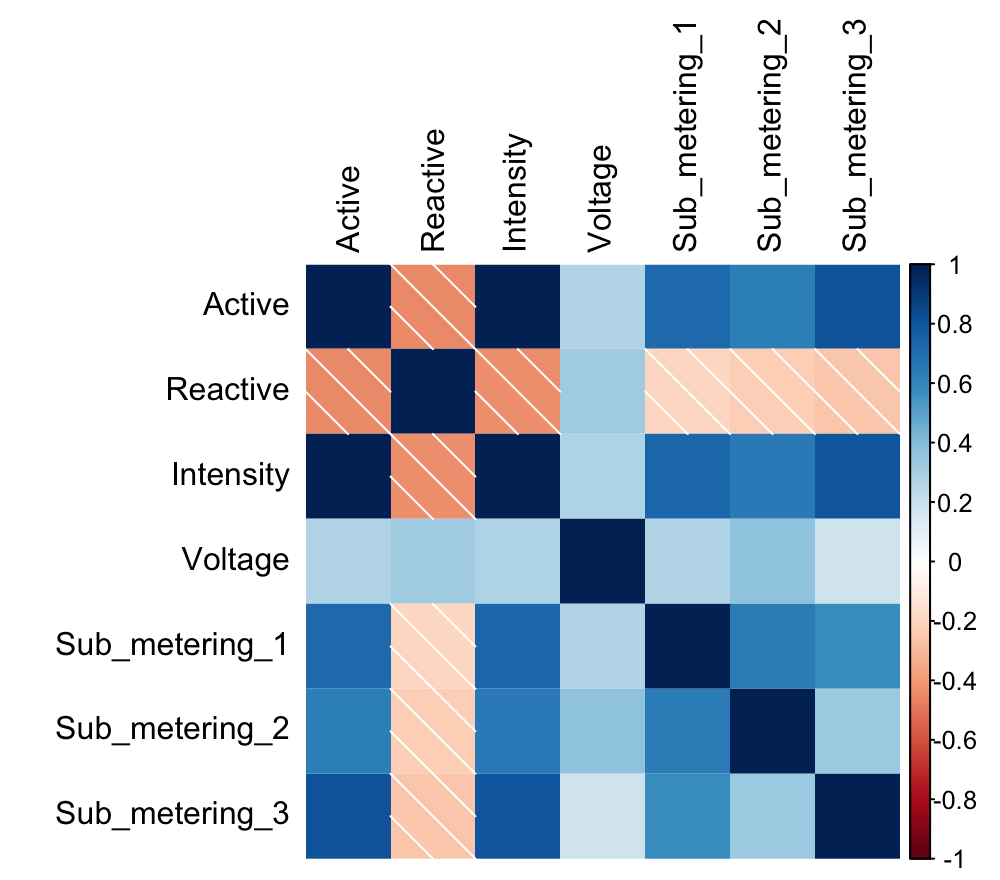 Active
Reactive
Intensity
Voltage
Sub_metering_1
Sub_metering_2
Sub_metering_3
Active
Reactive
Intensity
Voltage
Sub_metering_1
Sub_metering_2
Sub_metering_3
1
0.8
0.6
0.4
0.2
0
-0.2
-0.4
-0.6
-0.8
-1